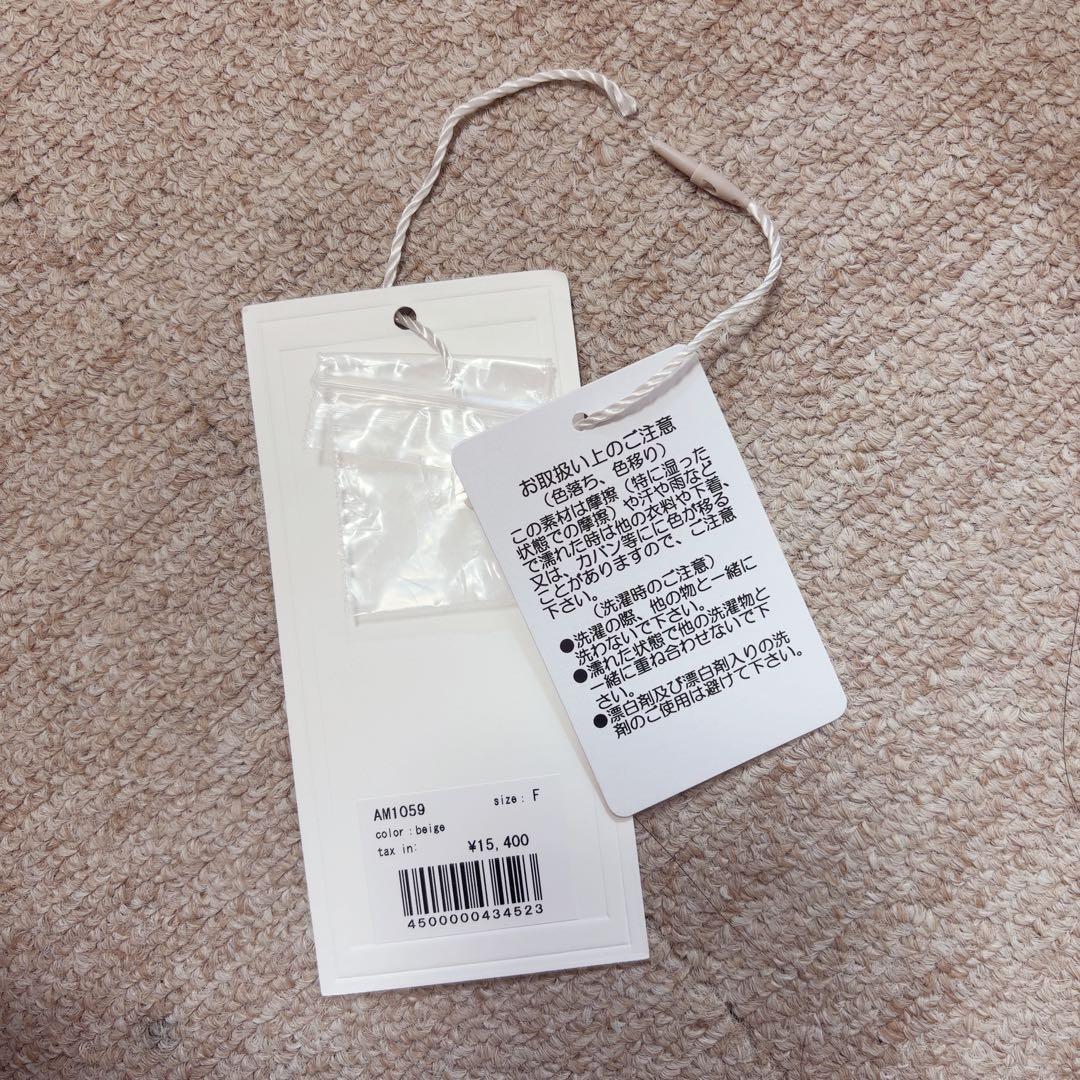 お取扱い上のご注意
（色落ち、色移り）
この素材は摩擦（特に湿った
状態での摩擦）や汗や雨など
で濡れた時は他の衣料や下着、
又は、カバン等にに色が移る
ことがありますので、ご注意
下さい。
（洗濯時のご注意）
●洗濯の際、他の物と一緒に
洗わないで下さい。
●濡れた状態で他の洗濯物と
一緒に重ね合わせないで下
さい。
●漂白剤及び漂白剤入りの洗
剤のご使用は避けて下さい。
AM1059 size: F
color:beige
tax in: ¥15,400
4500000434523